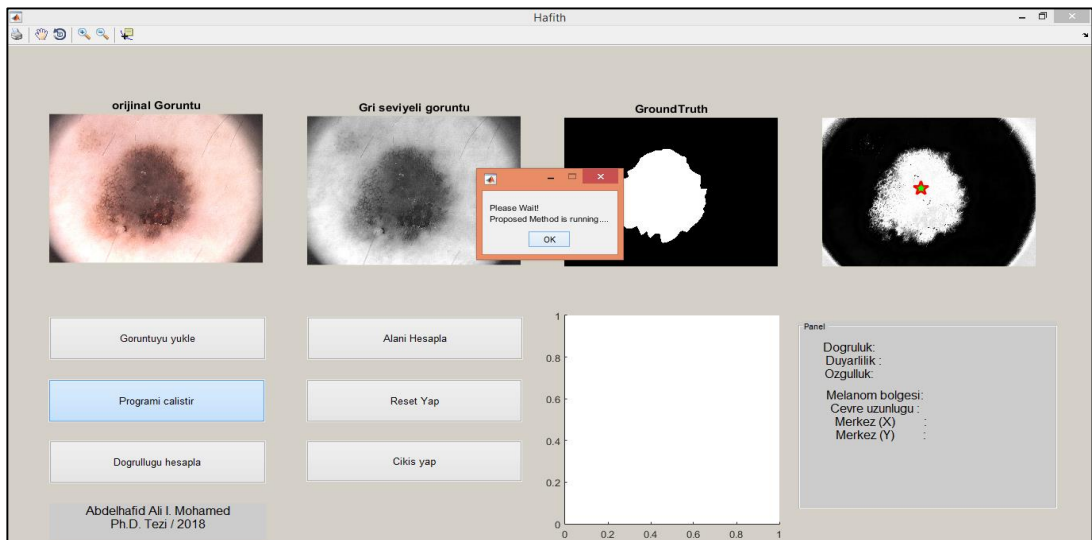 Hafith
orijinal Goruntu
Gri seviyeli goruntu
GroundTruth
Please Wait!
Proposed Method is running....
OK
Goruntuyu yukle
Alani Hesapla
Programi calistir
Reset Yap
Dogrullugu hesapla
Cikis yap
Abdelhafid Ali I. Mohamed
Ph.D. Tezi / 2018
1
0.8
0.6
0.4
0.2
0
0 0.2 0.4 0.6 0.8 1
Panel
Dogruluk:
Duyarlilik :
Ozgulluk:
Melanom bolgesi:
Cevre uzunlugu :
Merkez (X) :
Merkez (Y) :